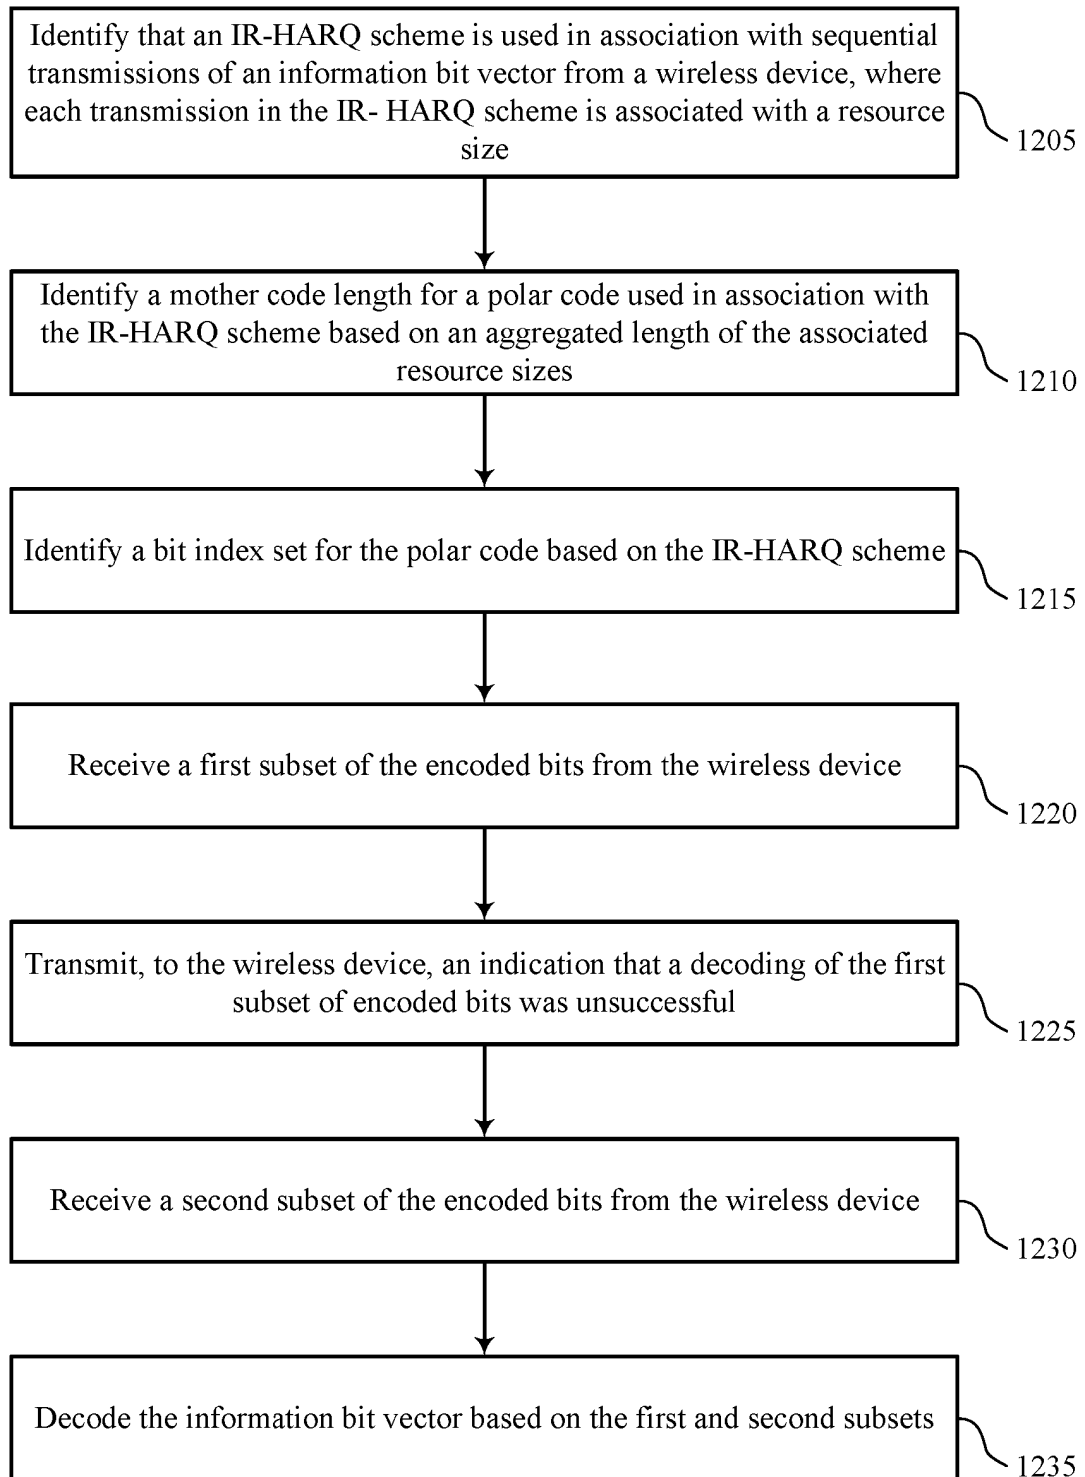 Identify that an IR-HARQ scheme is used in association with sequential
transmissions of an information bit vector from a wireless device, where
each transmission in the IR- HARQ scheme is associated with a resource
size
1205
Identify a mother code length for a polar code used in association with
the IR-HARQ scheme based on an aggregated length of the associated
resource sizes
1210
Identify a bit index set for the polar code based on the IR-HARQ scheme
1215
Receive a first subset of the encoded bits from the wireless device
1220
Transmit, to the wireless device, an indication that a decoding of the first
subset of encoded bits was unsuccessful
1225
Receive a second subset of the encoded bits from the wireless device
1230
Decode the information bit vector based on the first and second subsets
1235